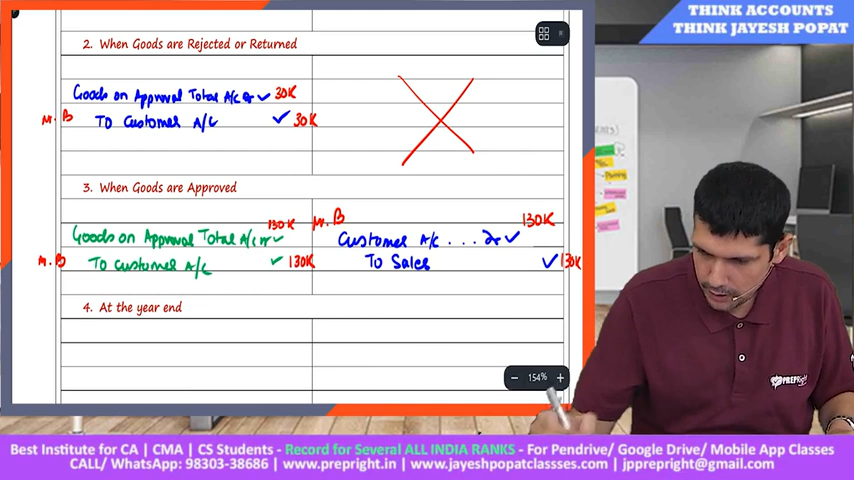 THINK ACCOUNTS
THINK JAYESH POPAT
2. When Goods are Rejected or Returned
Goods on Approval Total A/c Dr ✓ 30K
M. B To Customer A/c ✓ 30K
3. When Goods are Approved
Goods on Approval Total A/c Dr ✓ 130K
M. B To Customer A/c ✓ 130K
M. B Customer A/c . . . Dr ✓ 130K
To Sales ✓ 130K
4. At the year end
− 154% +
Planning
PREPRight
Best Institute for CA | CMA | CS Students - Record for Several ALL INDIA RANKS - For Pendrive/ Google Drive/ Mobile App Classes
CALL/ WhatsApp: 98303-38686 | www.prepright.in | www.jayeshpopatclassses.com | jpprepright@gmail.com